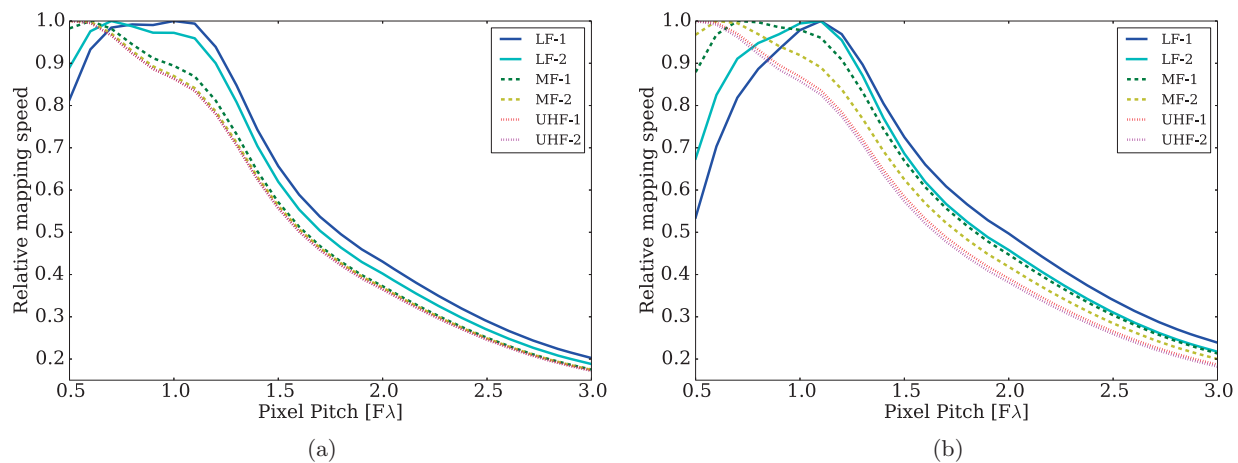 1.0
0.9
0.8
0.7
0.6
0.5
0.4
0.3
0.2
Relative mapping speed
LF-1
LF-2
MF-1
MF-2
UHF-1
UHF-2
0.5 1.0 1.5 2.0 2.5 3.0
Pixel Pitch [Fλ]
(a)
1.0
0.9
0.8
0.7
0.6
0.5
0.4
0.3
0.2
Relative mapping speed
LF-1
LF-2
MF-1
MF-2
UHF-1
UHF-2
0.5 1.0 1.5 2.0 2.5 3.0
Pixel Pitch [Fλ]
(b)